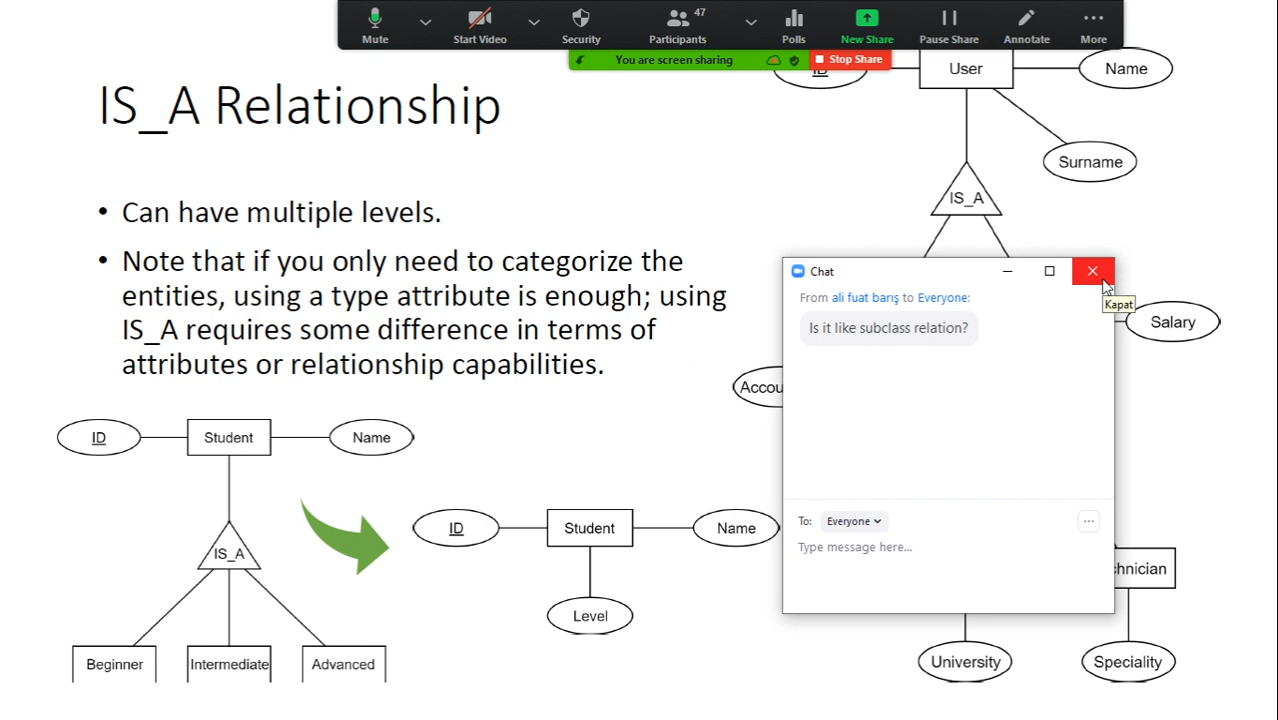 47
Mute
Start Video
Security
Participants
Polls
New Share
Pause Share
Annotate
More
You are screen sharing
Stop Share
IS_A Relationship
• Can have multiple levels.
• Note that if you only need to categorize the
entities, using a type attribute is enough; using
IS_A requires some difference in terms of
attributes or relationship capabilities.
ID
User
Name
Surname
IS_A
Salary
Accou
Chat
Kapat
From ali fuat barış to Everyone:
Is it like subclass relation?
To: Everyone
Type message here...
chnician
University
Speciality
ID
Student
Name
IS_A
Beginner
Intermediate
Advanced
ID
Student
Name
Level